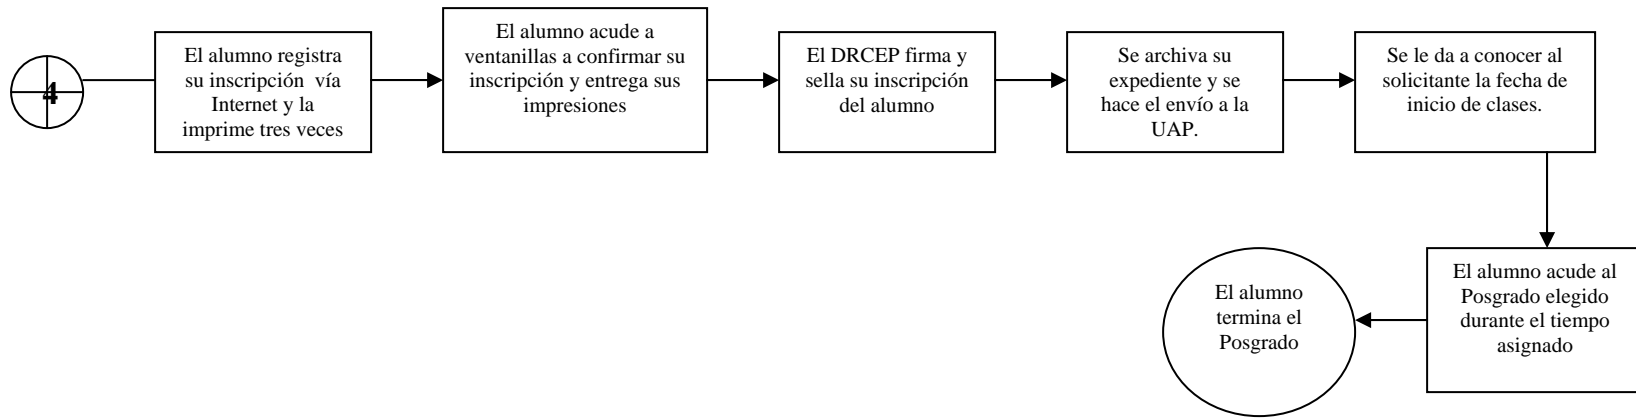 4
El alumno registra
su inscripción vía
Internet y la
imprime tres veces
El alumno acude a
ventanillas a confirmar su
inscripción y entrega sus
impresiones
El DRCEP firma y
sella su inscripción
del alumno
Se archiva su
expediente y se
hace el envío a la
UAP.
Se le da a conocer al
solicitante la fecha de
inicio de clases.
El alumno acude al
Posgrado elegido
durante el tiempo
asignado
El alumno
termina el
Posgrado